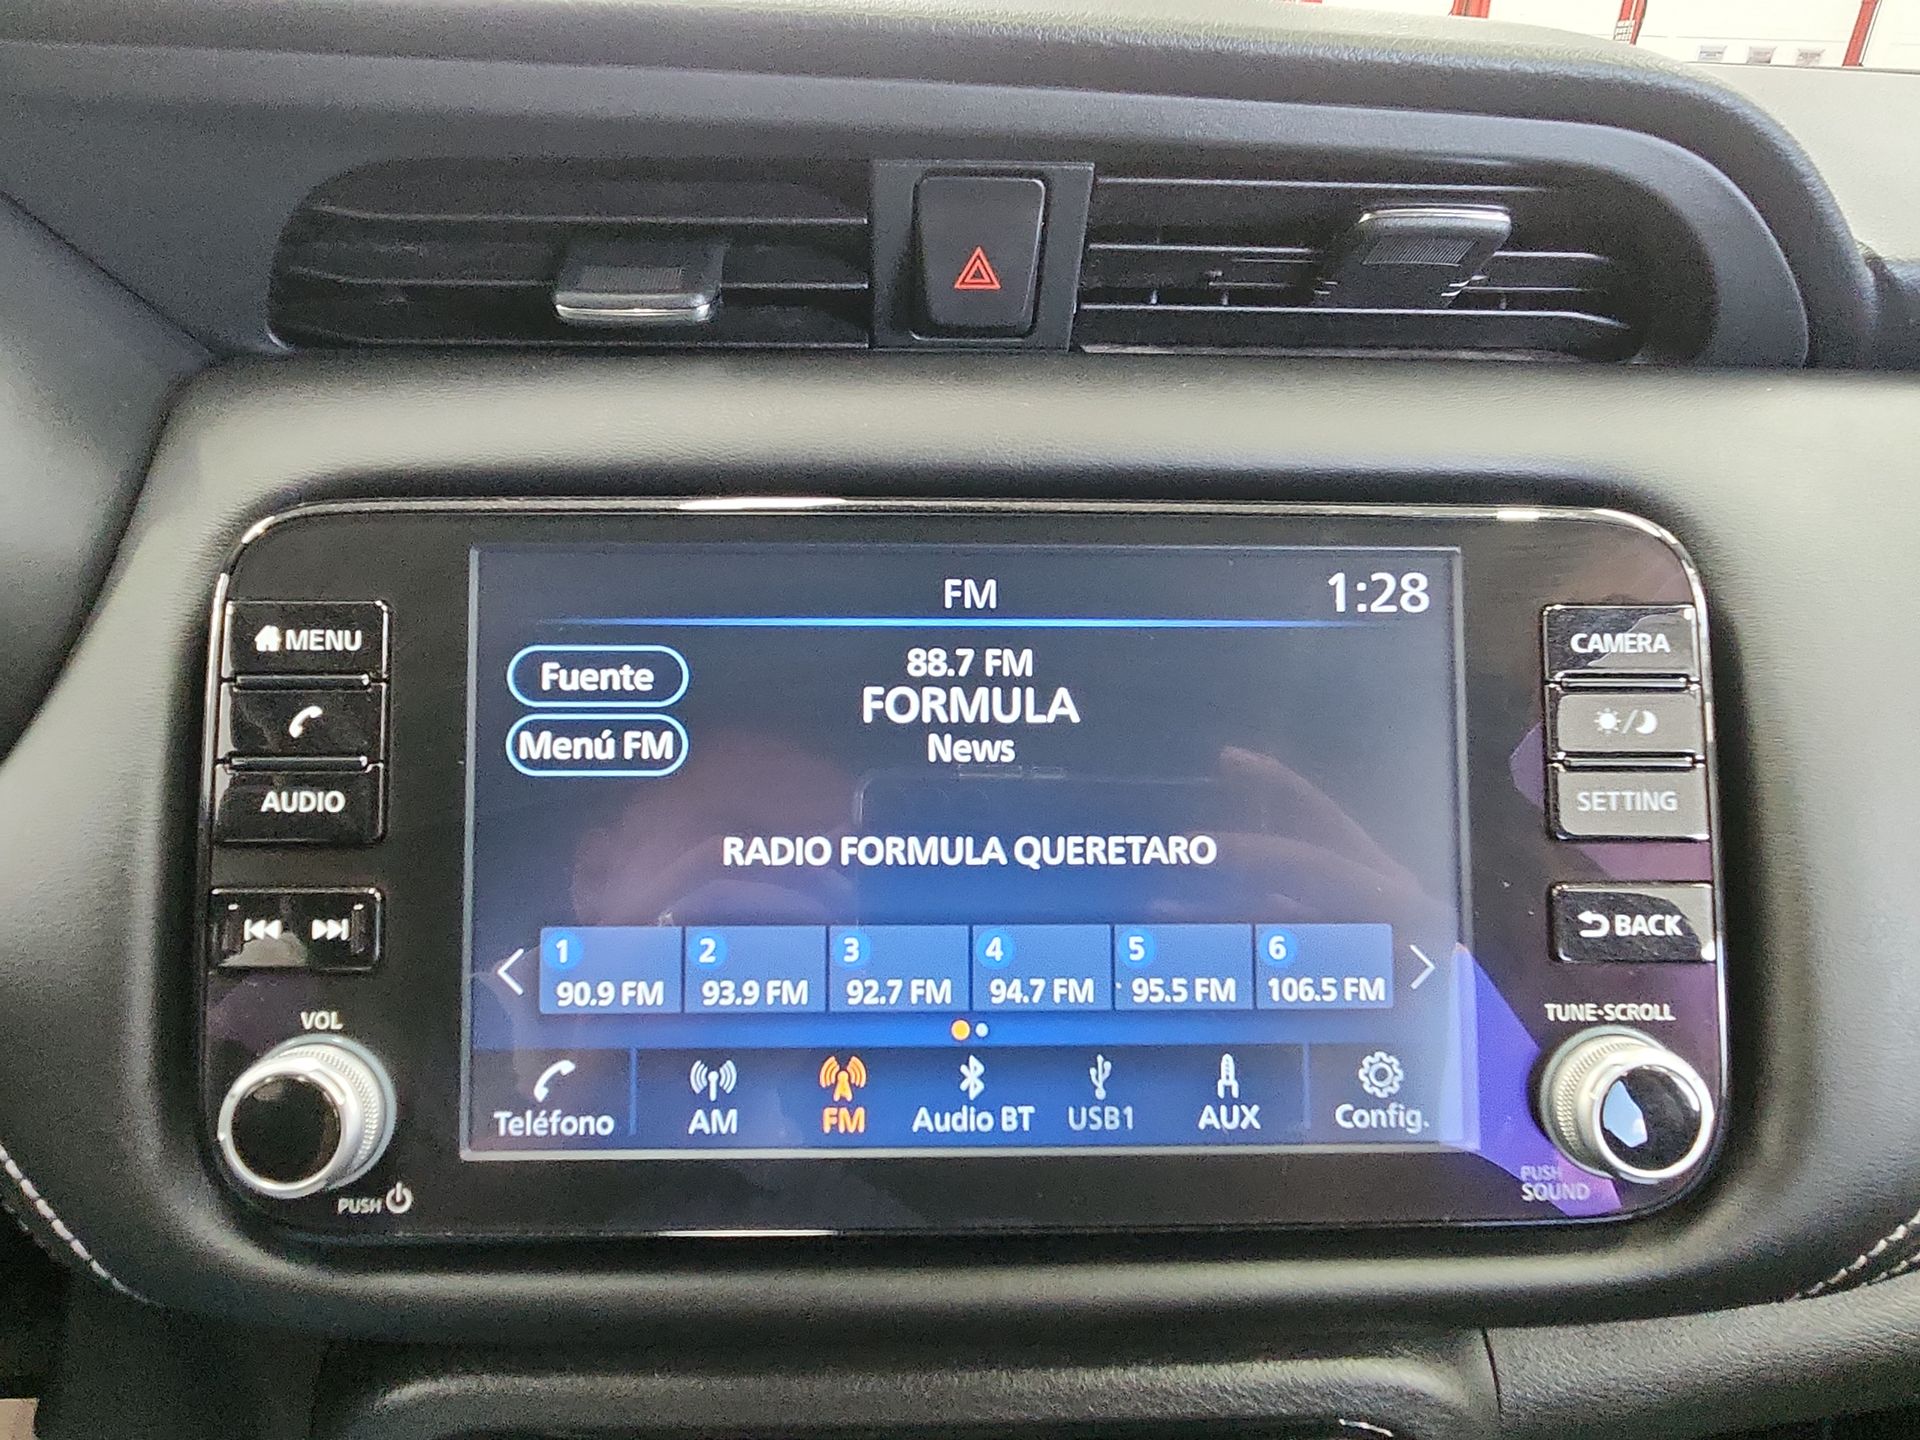 FM
1:28
MENU
AUDIO
VOL
PUSH
Fuente
Menú FM
88.7 FM
FORMULA
News
RADIO FORMULA QUERETARO
1
90.9 FM
2
93.9 FM
3
92.7 FM
4
94.7 FM
5
95.5 FM
6
106.5 FM
Teléfono
AM
FM
Audio BT
USB1
AUX
Config.
CAMERA
SETTING
BACK
TUNE·SCROLL
PUSH
SOUND